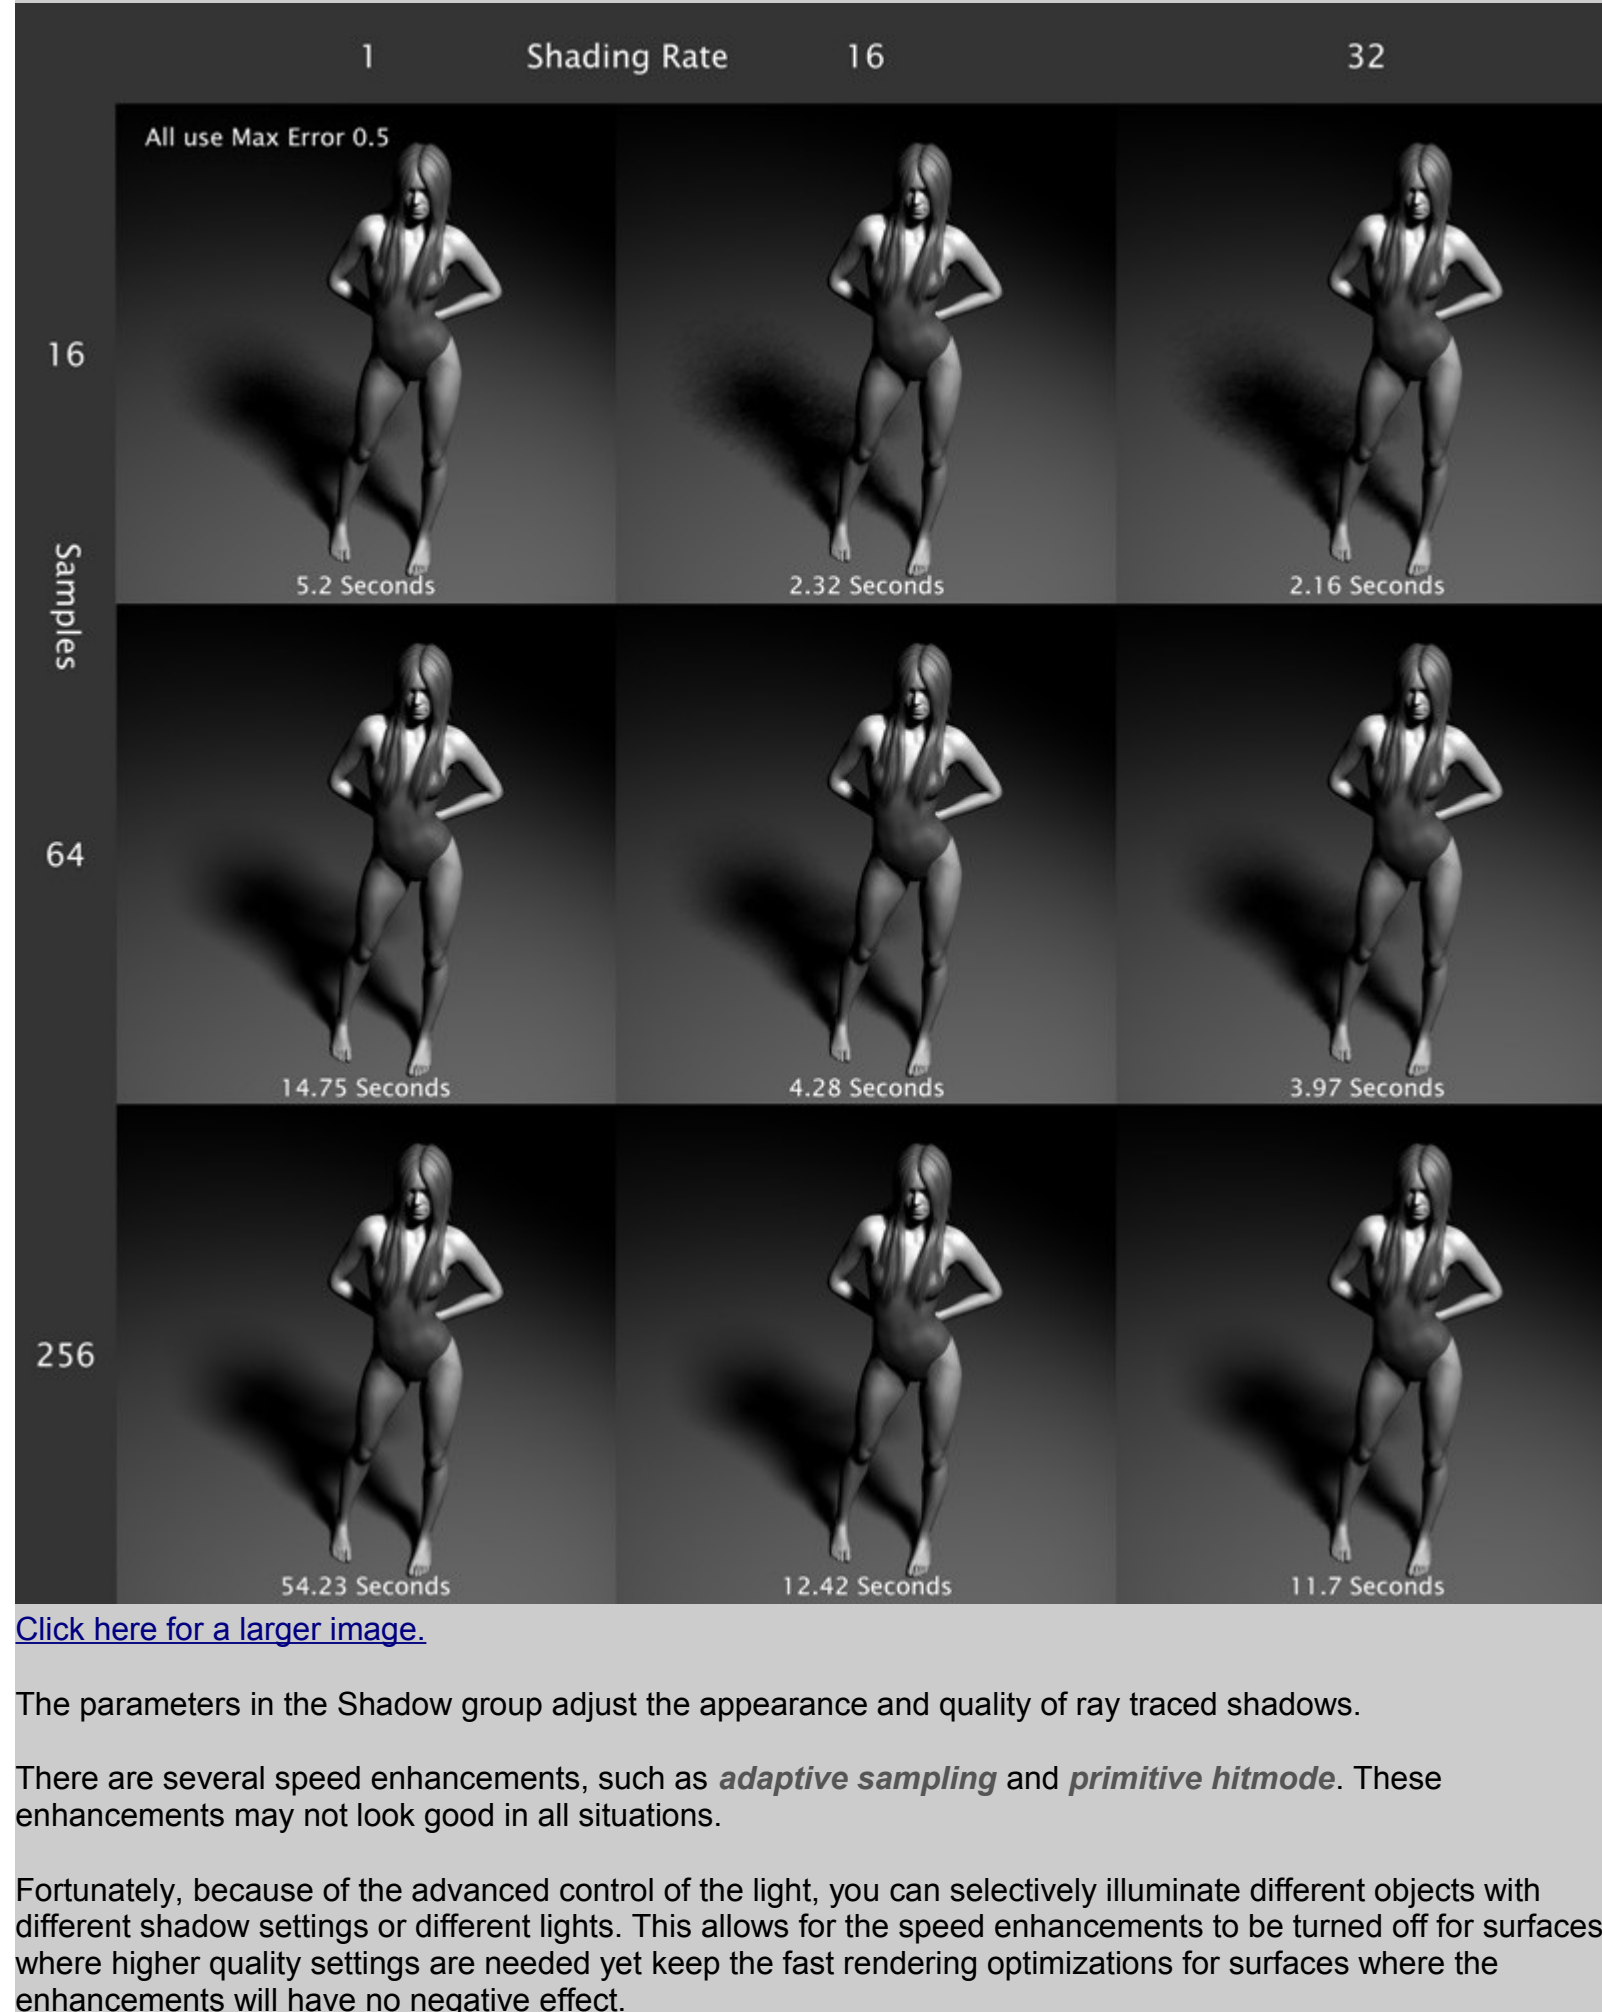 1 Shading Rate 16 32
All use Max Error 0.5
16
5.2 Seconds 2.32 Seconds 2.16 Seconds
Samples
64
14.75 Seconds 4.28 Seconds 3.97 Seconds
256
54.23 Seconds 12.42 Seconds 11.7 Seconds
Click here for a larger image.
The parameters in the Shadow group adjust the appearance and quality of ray traced shadows.
There are several speed enhancements, such as adaptive sampling and primitive hitmode. These
enhancements may not look good in all situations.
Fortunately, because of the advanced control of the light, you can selectively illuminate different objects with
different shadow settings or different lights. This allows for the speed enhancements to be turned off for surfaces
where higher quality settings are needed yet keep the fast rendering optimizations for surfaces where the
enhancements will have no negative effect.